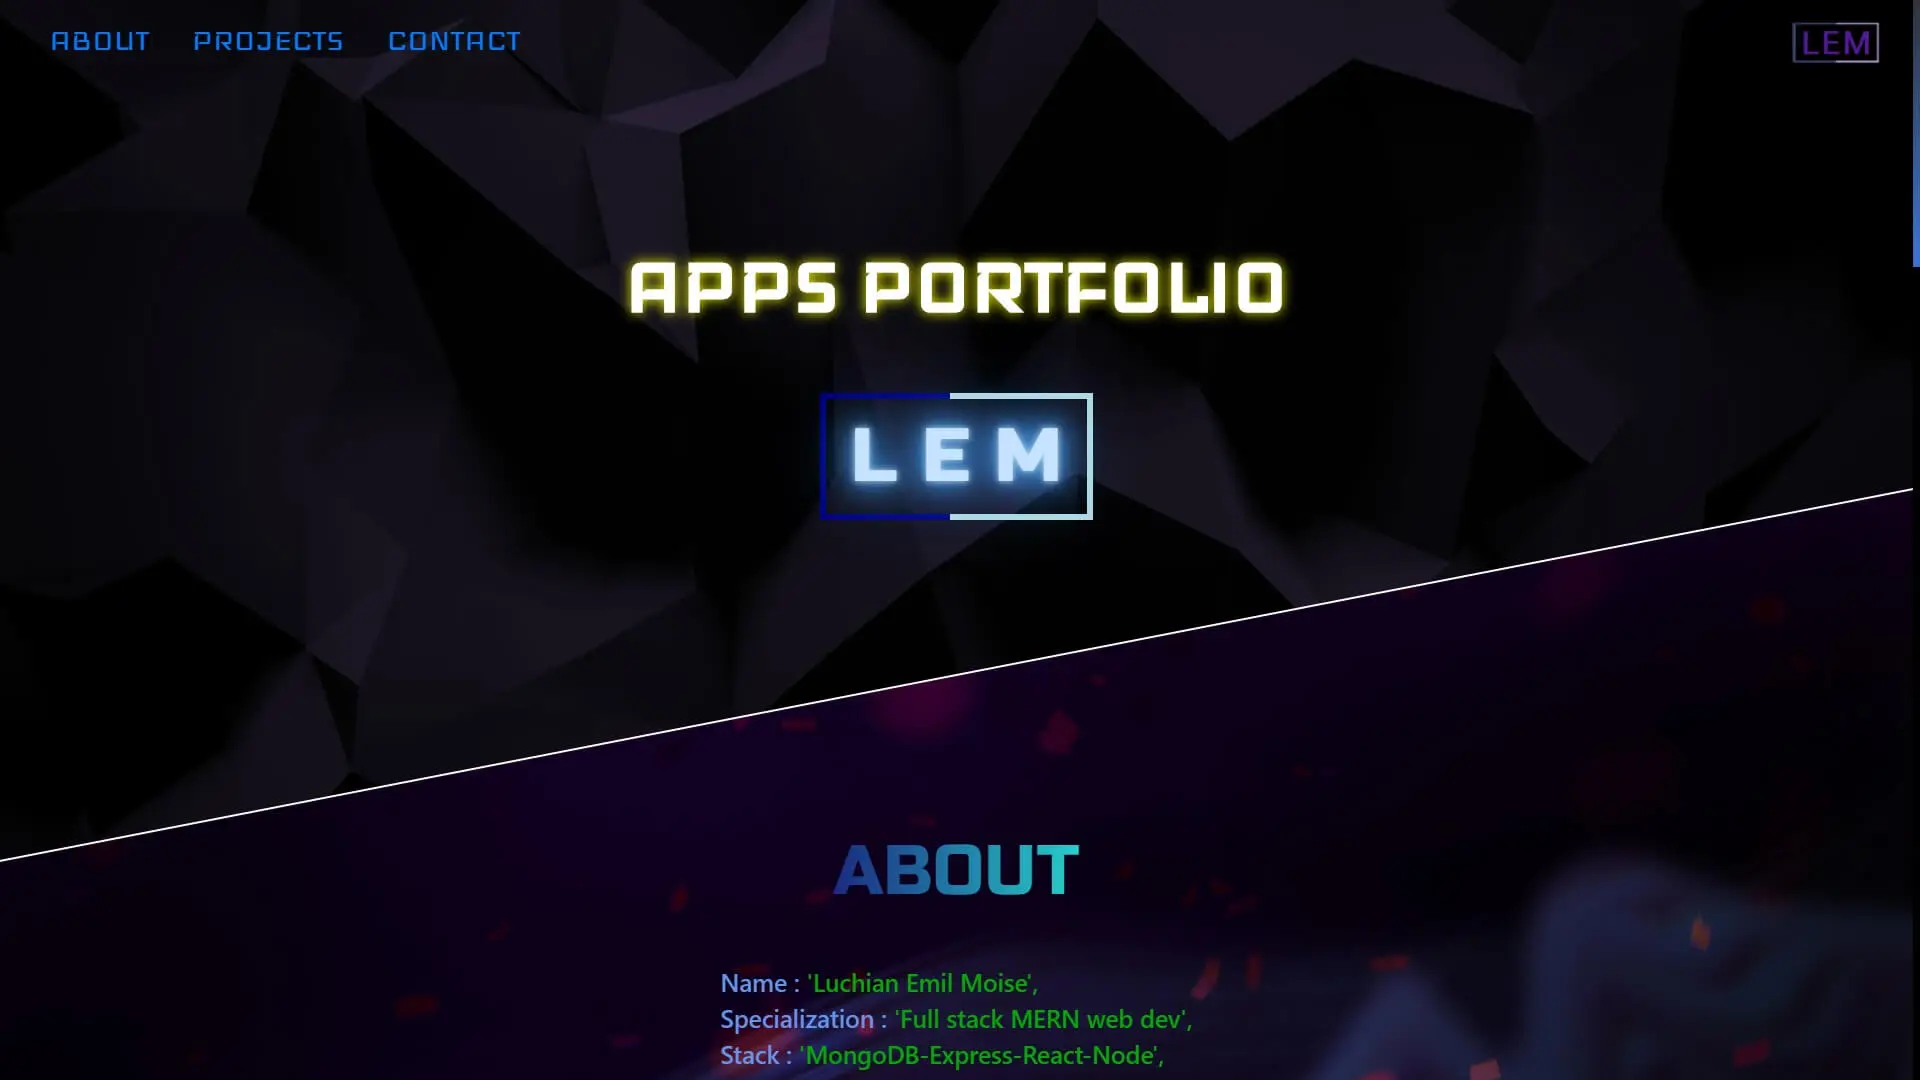 ABOUT PROJECTS CONTACT LEM
APPS PORTFOLIO
LEM
ABOUT
Name : 'Luchian Emil Moise',
Specialization : 'Full stack MERN web dev',
Stack : 'MongoDB-Express-React-Node',